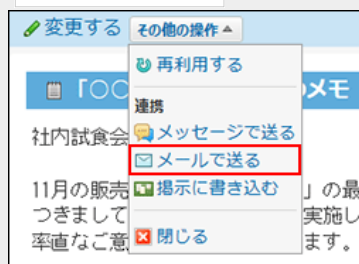 変更する その他の操作▲
再利用する
「○○ のメモ
連携
社内試食会
メッセージで送る
メールで送る
11月の販売 」の最
掲示に書き込む
つきまして 実施し
閉じる
率直なご意 ます。